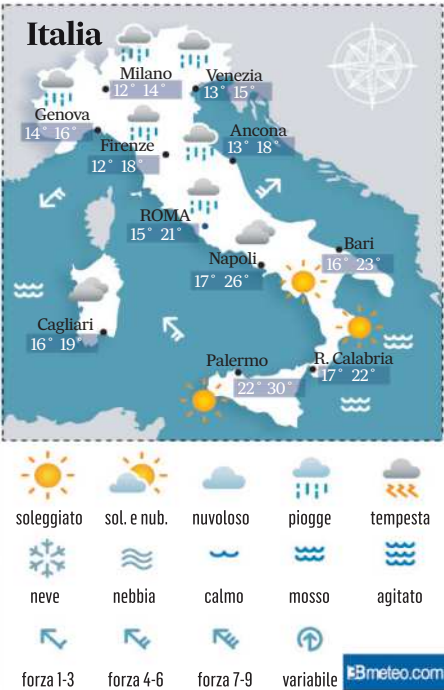 Italia
Milano
12° 14°
Venezia
13° 15°
Genova
14° 16°
Firenze
12° 18°
Ancona
13° 18°
ROMA
15° 21°
Bari
16° 23°
Napoli
17° 26°
Cagliari
16° 19°
Palermo
22° 30°
R. Calabria
17° 22°
soleggiato sol. e nub. nuvoloso piogge tempesta
neve nebbia calmo mosso agitato
forza 1-3 forza 4-6 forza 7-9 variabile
3Bmeteo.com